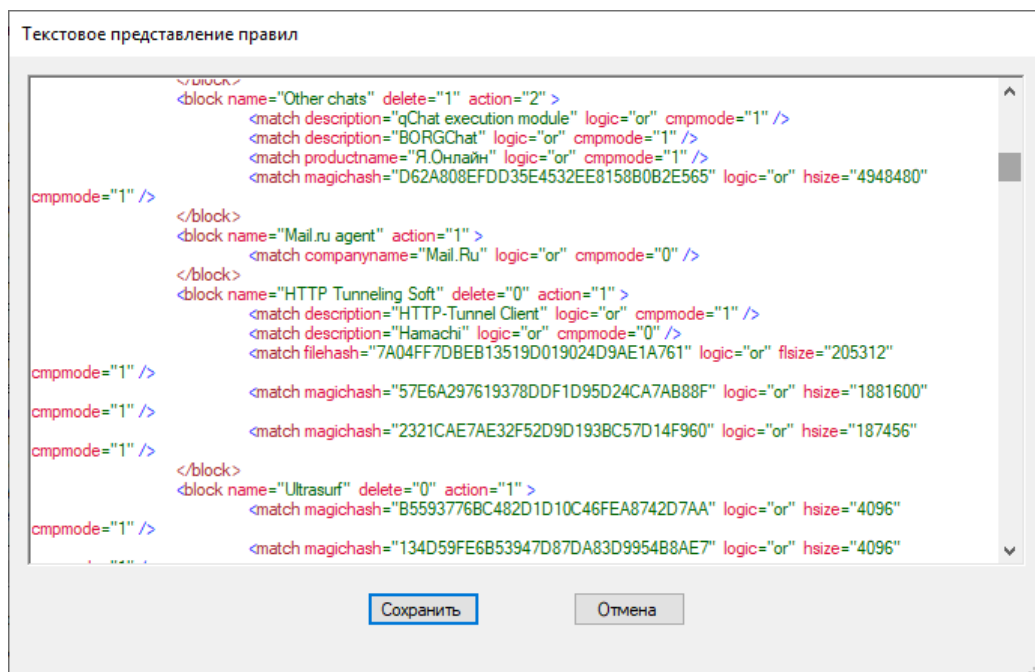 Текстовое представление правил
</block>
<block name="Other chats" delete="1" action="2" >
<match description="qChat execution module" logic="or" cmpmode="1" />
<match description="BORGChat" logic="or" cmpmode="1" />
<match productname="Я.Онлайн" logic="or" cmpmode="1" />
<match magichash="D62A808EFDD35E4532EE8158B0B2E565" logic="or" hsize="4948480"
cmpmode="1" />
</block>
<block name="Mail.ru agent" action="1" >
<match companyname="Mail.Ru" logic="or" cmpmode="0" />
</block>
<block name="HTTP Tunneling Soft" delete="0" action="1" >
<match description="HTTP-Tunnel Client" logic="or" cmpmode="1" />
<match description="Hamachi" logic="or" cmpmode="0" />
<match filehash="7A04FF7DBEB13519D019024D9AE1A761" logic="or" flsize="205312"
cmpmode="1" />
<match magichash="57E6A297619378DDF1D95D24CA7AB88F" logic="or" hsize="1881600"
cmpmode="1" />
<match magichash="2321CAE7AE32F52D9D193BC57D14F960" logic="or" hsize="187456"
cmpmode="1" />
</block>
<block name="Ultrasurf" delete="0" action="1" >
<match magichash="B5593776BC482D1D10C46FEA8742D7AA" logic="or" hsize="4096"
cmpmode="1" />
<match magichash="134D59FE6B53947D87DA83D9954B8AE7" logic="or" hsize="4096"
Сохранить
Отмена